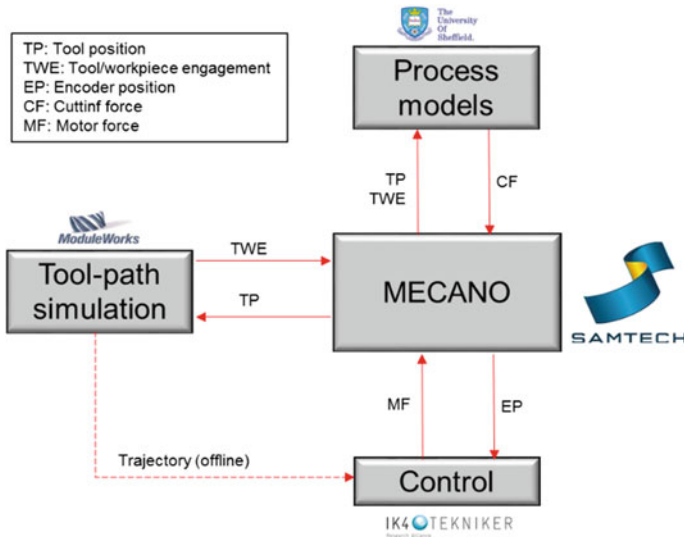 The
University
Of
Sheffield.
TP: Tool position
TWE: Tool/workpiece engagement
EP: Encoder position
CF: Cuttinf force
MF: Motor force
Process
models
TP
TWE
CF
ModuleWorks
Tool-path
simulation
TWE
TP
MECANO
SAMTECH
MF
EP
Trajectory (offline)
Control
IK4 TEKNIKER
Research Alliance